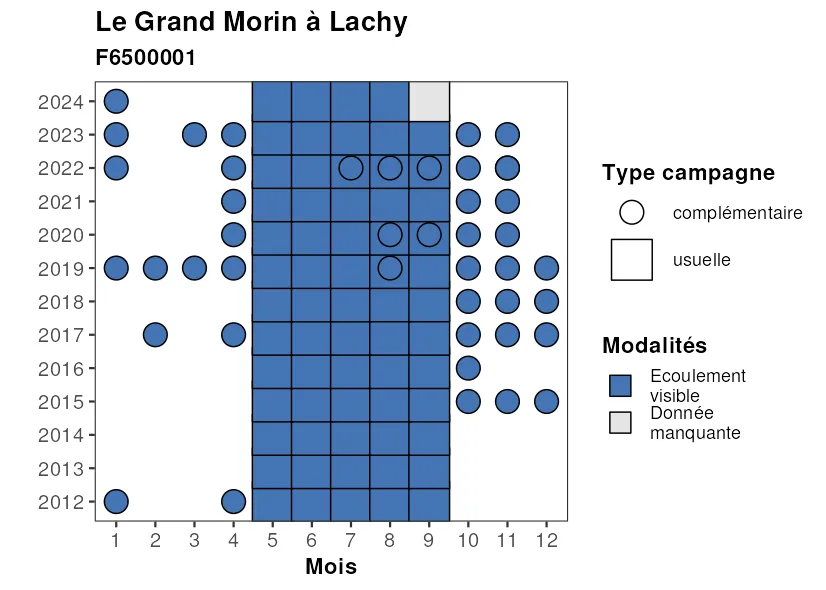 Le Grand Morin à Lachy
F6500001
2024
2023
2022
2021
2020
2019
2018
2017
2016
2015
2014
2013
2012
1 2 3 4 5 6 7 8 9 10 11 12
Mois
Type campagne
complémentaire
usuelle
Modalités
Ecoulement
visible
Donnée
manquante